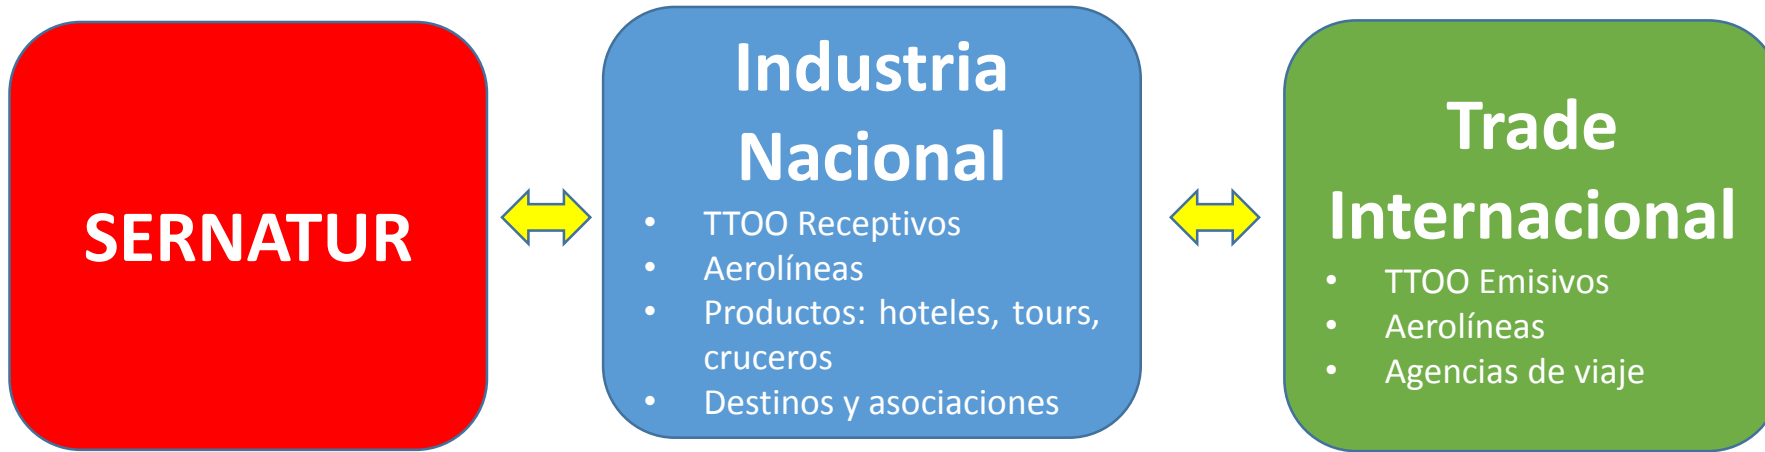 SERNATUR
Industria
Nacional
• TTOO Receptivos
• Aerolíneas
• Productos: hoteles, tours,
cruceros
• Destinos y asociaciones
Trade
Internacional
• TTOO Emisivos
• Aerolíneas
• Agencias de viaje